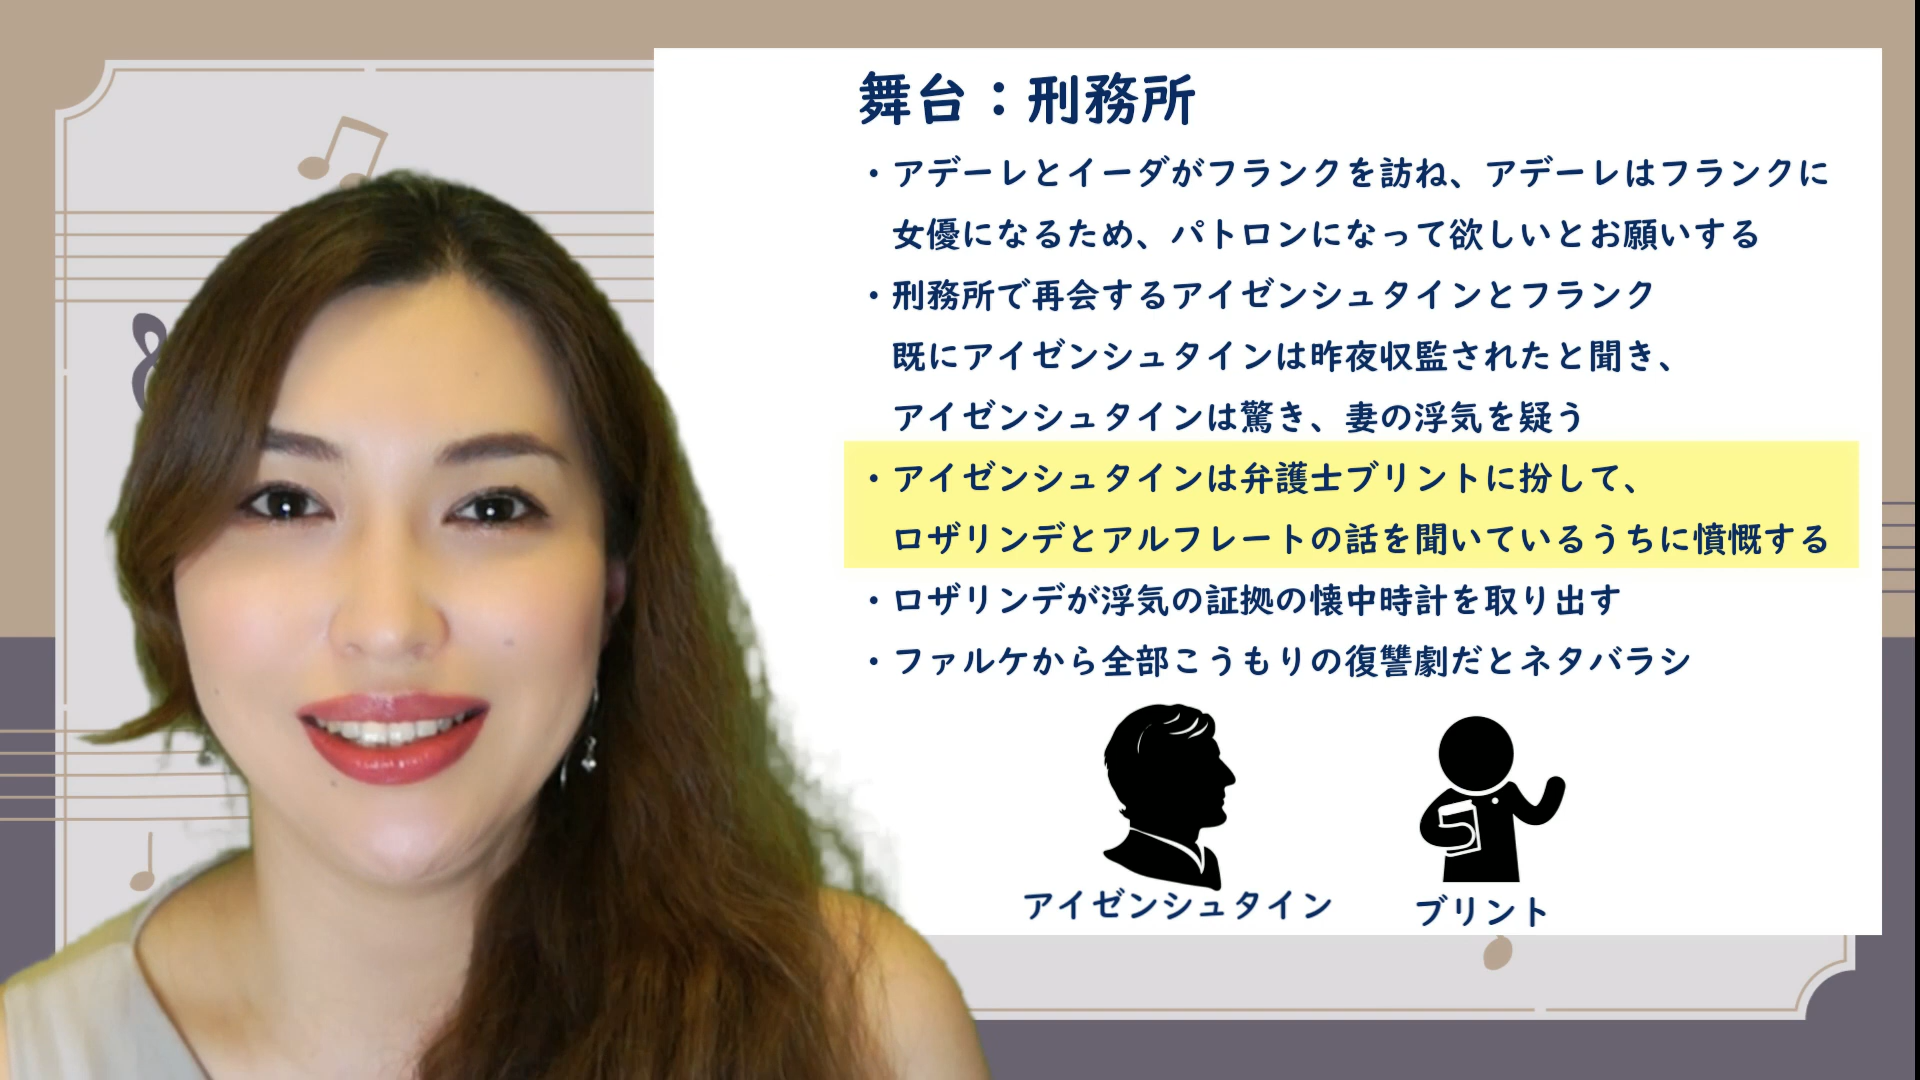 舞台：刑務所
・アデーレとイーダがフランクを訪ね、アデーレはフランクに
女優になるため、パトロンになって欲しいとお願いする
・刑務所で再会するアイゼンシュタインとフランク
既にアイゼンシュタインは昨夜収監されたと聞き、
アイゼンシュタインは驚き、妻の浮気を疑う
・アイゼンシュタインは弁護士ブリントに扮して、
ロザリンデとアルフレートの話を聞いているうちに憤慨する
・ロザリンデが浮気の証拠の懐中時計を取り出す
・ファルケから全部こうもりの復讐劇だとネタバラシ
アイゼンシュタイン
ブリント